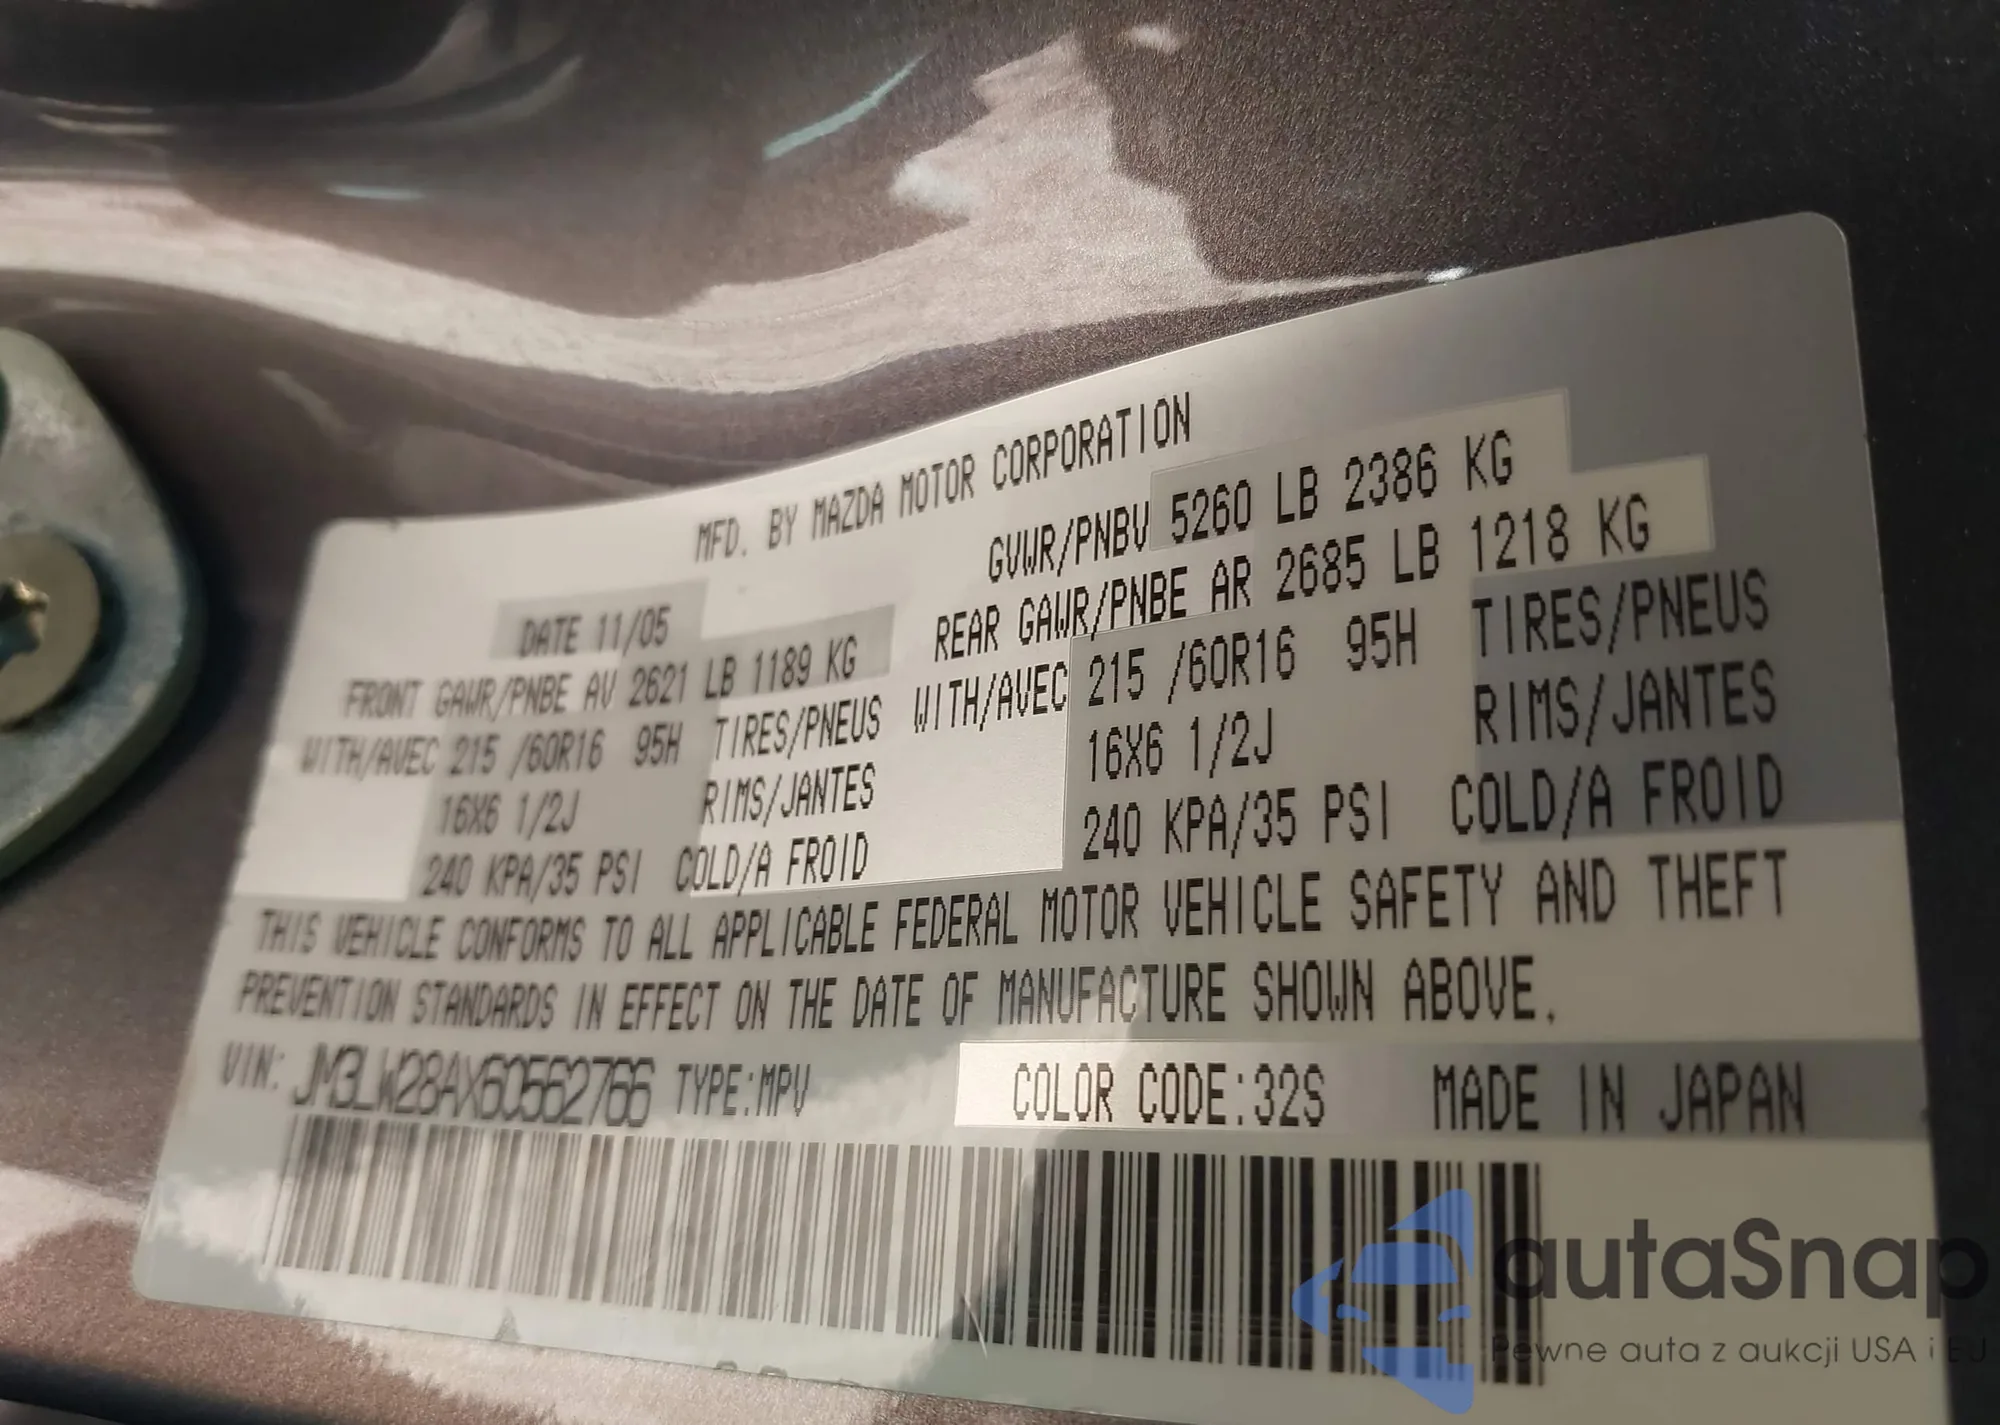 MFD. BY MAZDA MOTOR CORPORATION
DATE 11/05
GVWR/PNBV 5260 LB 2386 KG
FRONT GAWR/PNBE AV 2621 LB 1189 KG
REAR GAWR/PNBE AR 2685 LB 1218 KG
WITH/AVEC 215 /60R16 95H TIRES/PNEUS
WITH/AVEC 215 /60R16 95H TIRES/PNEUS
16X6 1/2J RIMS/JANTES
16X6 1/2J RIMS/JANTES
240 KPA/35 PSI COLD/A FROID
240 KPA/35 PSI COLD/A FROID
THIS VEHICLE CONFORMS TO ALL APPLICABLE FEDERAL MOTOR VEHICLE SAFETY AND THEFT
PREVENTION STANDARDS IN EFFECT ON THE DATE OF MANUFACTURE SHOWN ABOVE.
VIN: JM3LW28AX60562766 TYPE:MPV COLOR CODE:32S MADE IN JAPAN
autaSnap
Pewne auta z aukcji USA i EU